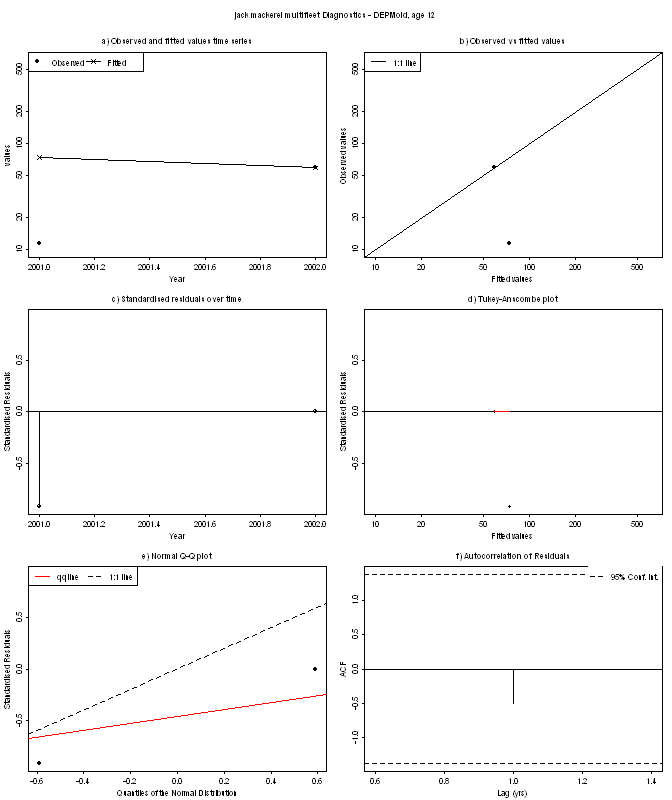 jack mackerel multifleet Diagnostics - DEPMold, age 12
a) Observed and fitted values time series
b) Observed vs fitted values
Observed Fitted
1:1 line
values
10 20 50 100 200 500
2001.0 2001.2 2001.4 2001.6 2001.8 2002.0
Year
Observed values
10 20 50 100 200 500
10 20 50 100 200 500
Fitted values
c) Standardised residuals over time
d) Tukey-Anscombe plot
Standardised Residuals
-0.5 0.0 0.5
2001.0 2001.2 2001.4 2001.6 2001.8 2002.0
Year
Standardised Residuals
-0.5 0.0 0.5
10 20 50 100 200 500
Fitted values
e) Normal Q-Q plot
f) Autocorrelation of Residuals
qq line 1:1 line
95% Conf. Int.
Standardised Residuals
-0.5 0.0 0.5
-0.6 -0.4 -0.2 0.0 0.2 0.4 0.6
Quantiles of the Normal Distribution
ACF
-1.0 -0.5 0.0 0.5 1.0
0.6 0.8 1.0 1.2 1.4
Lag (yrs)